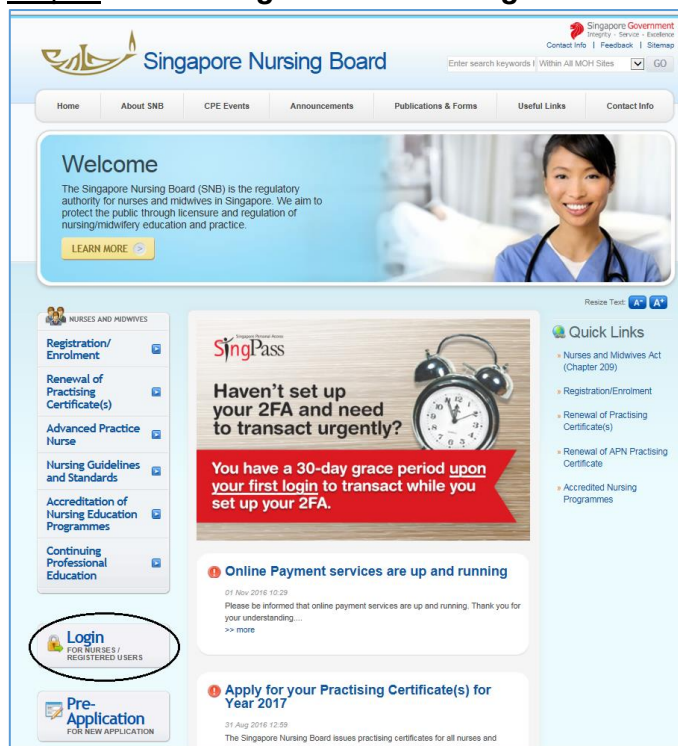 Singapore Government
Integrity - Service - Excellence
Contact Info | Feedback | Sitemap
Singapore Nursing Board
Enter search keywords
Within All MOH Sites
GO
Home
About SNB
CPE Events
Announcements
Publications & Forms
Useful Links
Contact Info
Welcome
The Singapore Nursing Board (SNB) is the regulatory
authority for nurses and midwives in Singapore. We aim to
protect the public through licensure and regulation of
nursing/midwifery education and practice.
LEARN MORE
Resize Text: A- A+
NURSES AND MIDWIVES
Registration/
Enrolment
Renewal of
Practising
Certificate(s)
Advanced Practice
Nurse
Nursing Guidelines
and Standards
Accreditation of
Nursing Education
Programmes
Continuing
Professional
Education
Login
FOR NURSES /
REGISTERED USERS
Pre-
Application
FOR NEW APPLICATION
Singapore Personal Access
SingPass
Haven't set up
your 2FA and need
to transact urgently?
You have a 30-day grace period upon
your first login to transact while you
set up your 2FA.
Online Payment services are up and running
01 Nov 2016 10:29
Please be informed that online payment services are up and running. Thank you for
your understanding....
>> more
Apply for your Practising Certificate(s) for
Year 2017
31 Aug 2016 12:59
The Singapore Nursing Board issues practising certificates for all nurses and
Quick Links
Nurses and Midwives Act
(Chapter 209)
Registration/Enrolment
Renewal of Practising
Certificate(s)
Renewal of APN Practising
Certificate
Accredited Nursing
Programmes